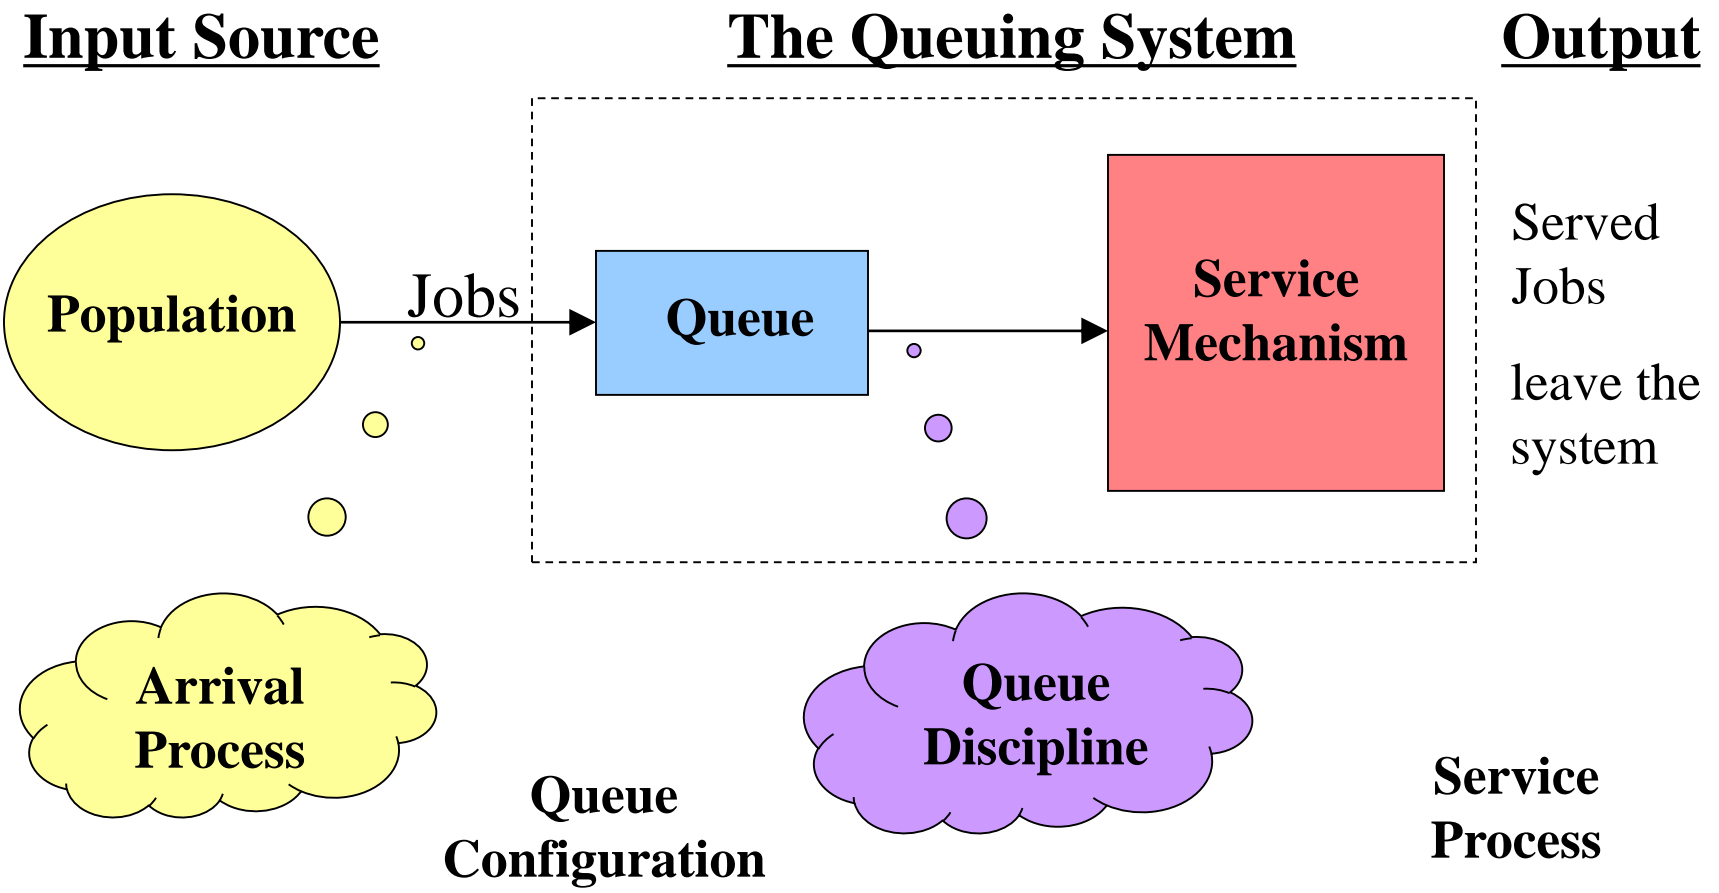 Input Source
The Queuing System
Output
Population
Jobs
Queue
Service
Mechanism
Served
Jobs
leave the
system
Arrival
Process
Queue
Configuration
Queue
Discipline
Service
Process